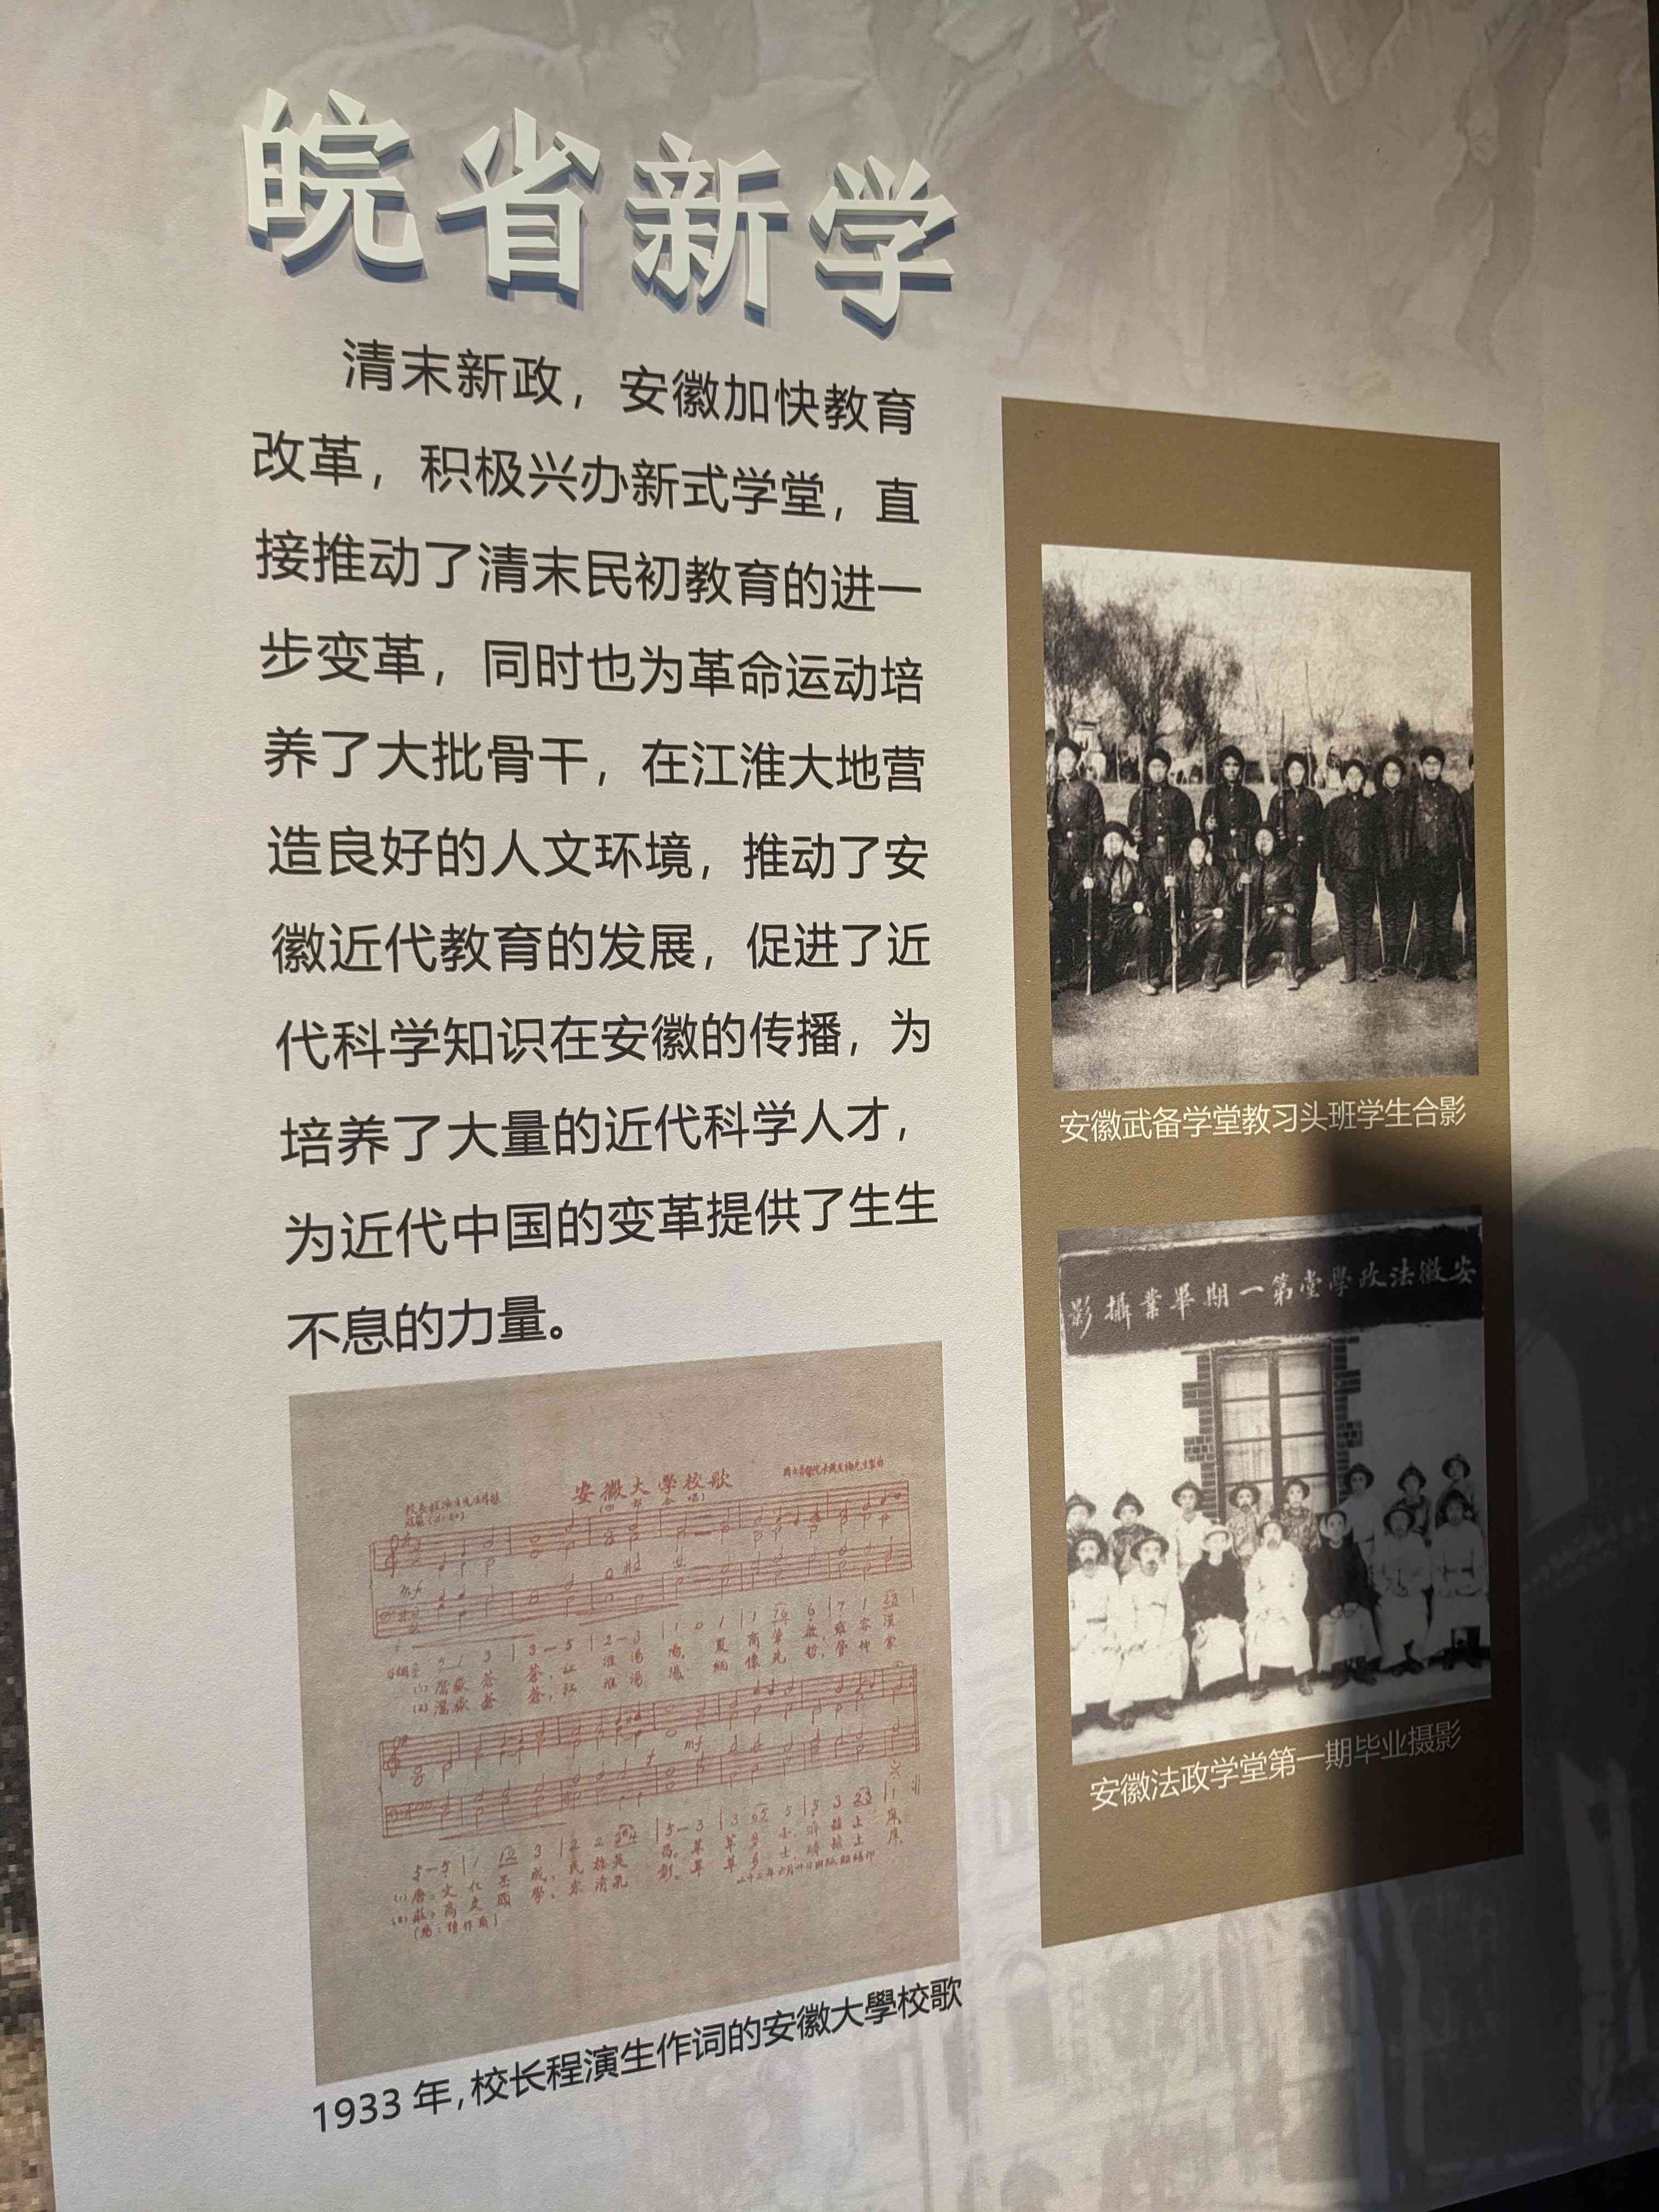 皖省新学
清末新政，安徽加快教育
改革，积极兴办新式学堂，直
接推动了清末民初教育的进一
步变革，同时也为革命运动培
养了大批骨干，在江淮大地营
造良好的人文环境，推动了安
徽近代教育的发展，促进了近
代科学知识在安徽的传播，为
培养了大量的近代科学人才，
为近代中国的变革提供了生生
不息的力量。
安徽大學校歌
(四部合唱)
mf
mf
1933 年，校长程演生作词的安徽大學校歌
安徽武备学堂教习头班学生合影
安徽法政學堂第一期畢業攝影
安徽法政学堂第一期毕业摄影